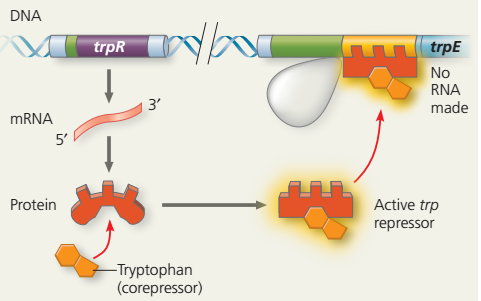 DNA
trpR
trpE
No
RNA
made
mRNA
3′
5′
Protein
Active trp
repressor
Tryptophan
(corepressor)